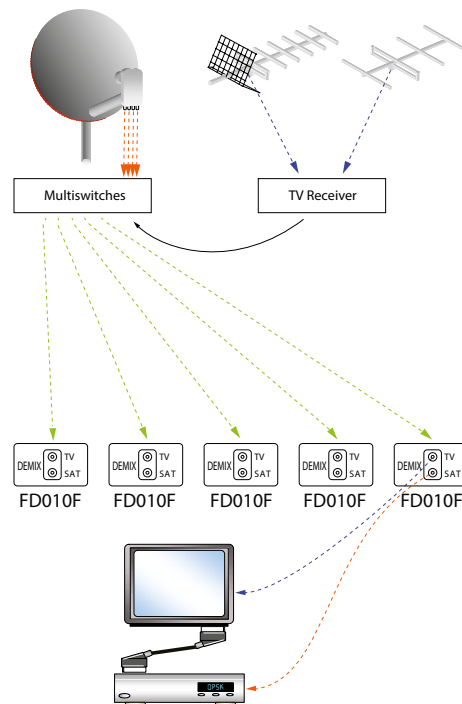 Multiswitches
TV Receiver
DEMIX TV SAT
DEMIX TV SAT
DEMIX TV SAT
DEMIX TV SAT
DEMIX TV SAT
FD010F FD010F FD010F FD010F FD010F
QPSK